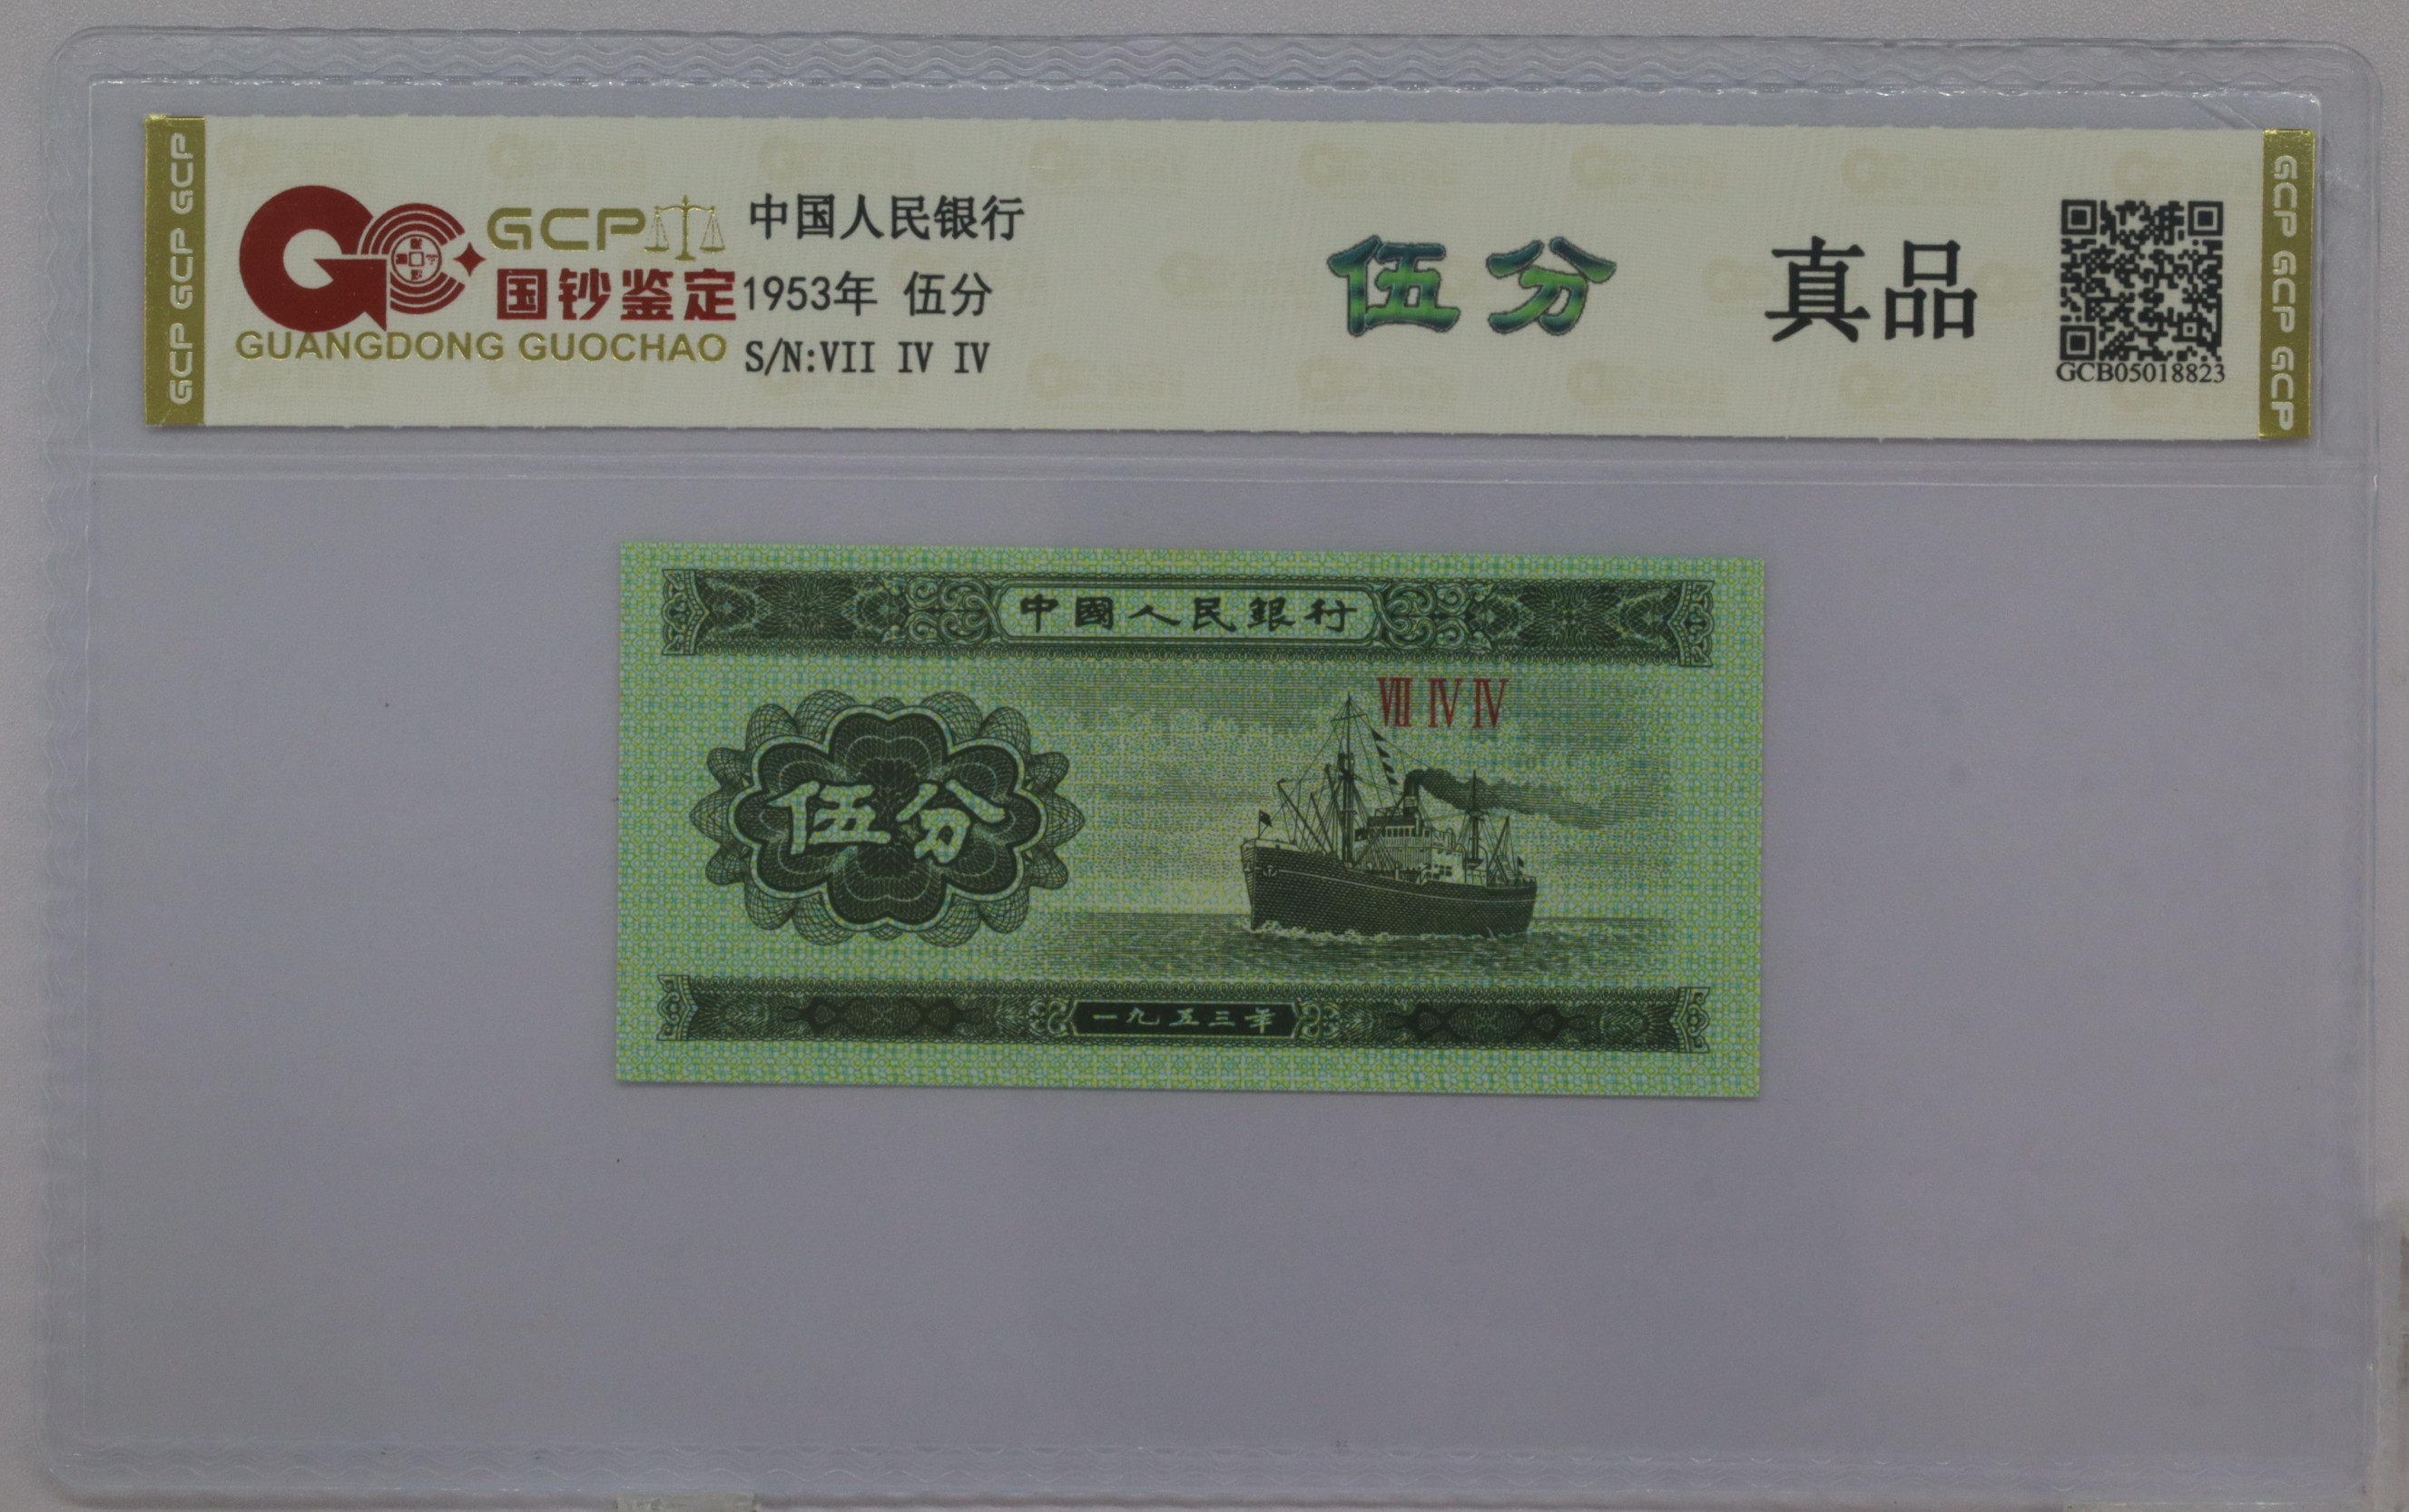 GCP GCP GCP
GCP
国钞鉴定
GUANGDONG GUOCHAO
中国人民银行
1953年 伍分
S/N:VII IV IV
伍分
真品
GCB05018823
GCP GCP GCP
中國人民銀行
VII IV IV
伍分
一九五三年